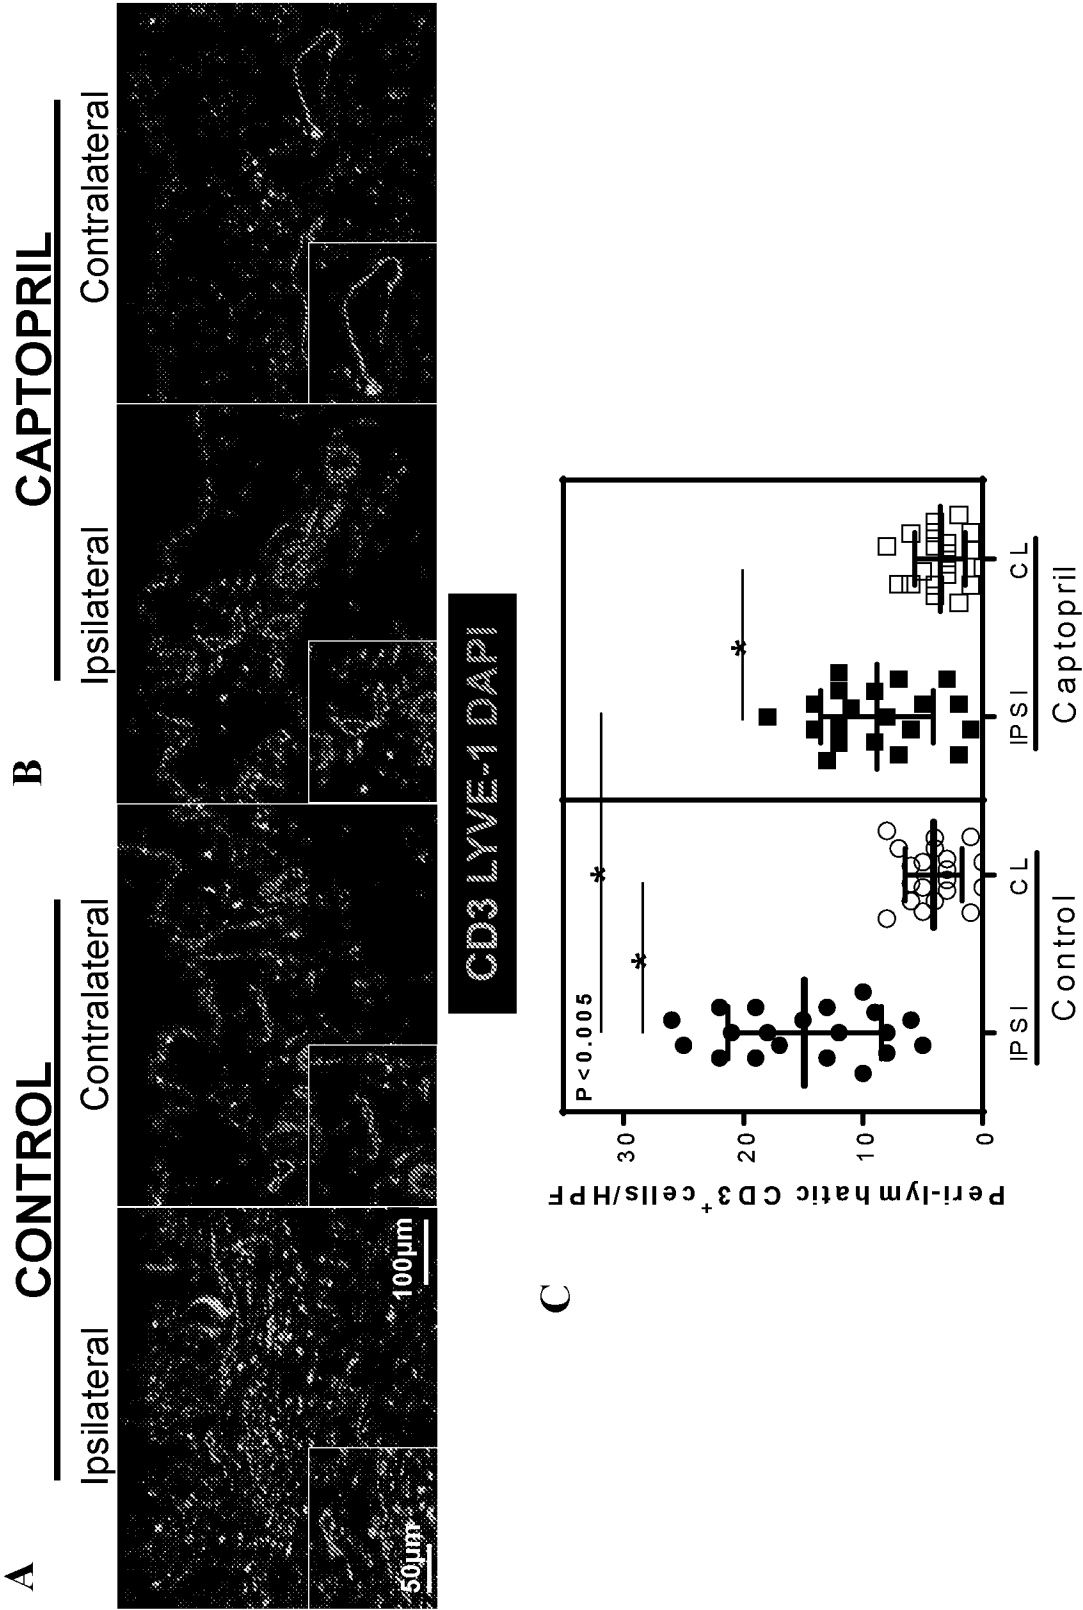 A
CONTROL
Ipsilateral
Contralateral
50µm
100µm
B
CAPTOPRIL
Ipsilateral
Contralateral
CD3 LYVE-1 DAPI
C
Peri-lymphatic CD3⁺ cells/HPF
30
20
10
0
P<0.005
*
*
*
IPSI
CL
IPSI
CL
Control
Captopril